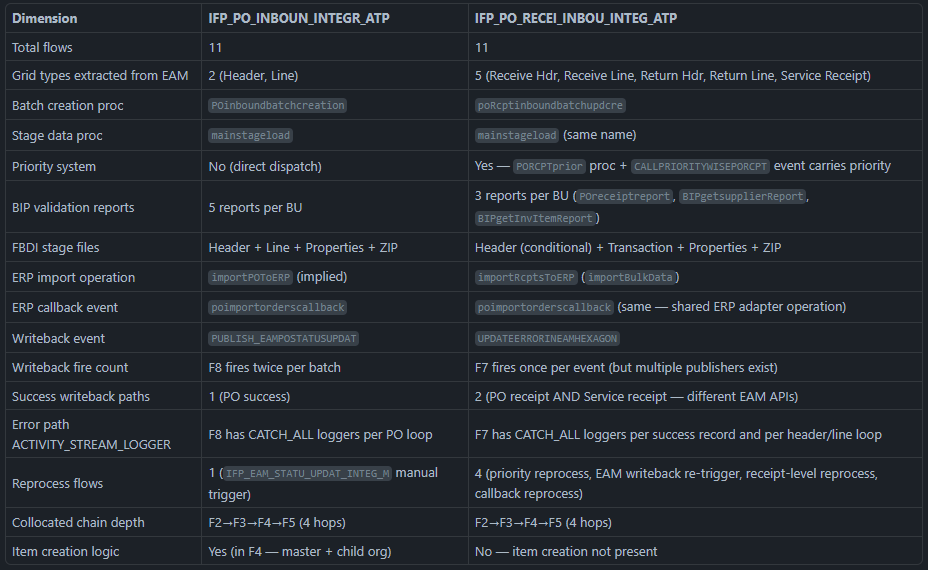 Dimension IFP_PO_INBOUN_INTEGR_ATP IFP_PO_RECEI_INBOU_INTEG_ATP
Total flows 11 11
Grid types extracted from EAM 2 (Header, Line) 5 (Receive Hdr, Receive Line, Return Hdr, Return Line, Service Receipt)
Batch creation proc POinboundbatchcreation poRcptinboundbatchupdcre
Stage data proc mainstageload mainstageload (same name)
Priority system No (direct dispatch) Yes — PORCPTprior proc + CALLPRIORITYWISEPORCPT event carries priority
BIP validation reports 5 reports per BU 3 reports per BU (POreceiptreport, BIPgetsupplierReport,
BIPgetInvItemReport)
FBDI stage files Header + Line + Properties + ZIP Header (conditional) + Transaction + Properties + ZIP
ERP import operation importPOToERP (implied) importRcptsToERP (importBulkData)
ERP callback event poimportorderscallback poimportorderscallback (same — shared ERP adapter operation)
Writeback event PUBLISH_EAMPOSTATUSUPDAT UPDATEERRORINEAMHEXAGON
Writeback fire count F8 fires twice per batch F7 fires once per event (but multiple publishers exist)
Success writeback paths 1 (PO success) 2 (PO receipt AND Service receipt — different EAM APIs)
Error path
ACTIVITY_STREAM_LOGGER F8 has CATCH_ALL loggers per PO loop F7 has CATCH_ALL loggers per success record and per header/line loop
Reprocess flows 1 (IFP_EAM_STATU_UPDAT_INTEG_M manual
trigger) 4 (priority reprocess, EAM writeback re-trigger, receipt-level reprocess,
callback reprocess)
Collocated chain depth F2→F3→F4→F5 (4 hops) F2→F3→F4→F5 (4 hops)
Item creation logic Yes (in F4 — master + child org) No — item creation not present